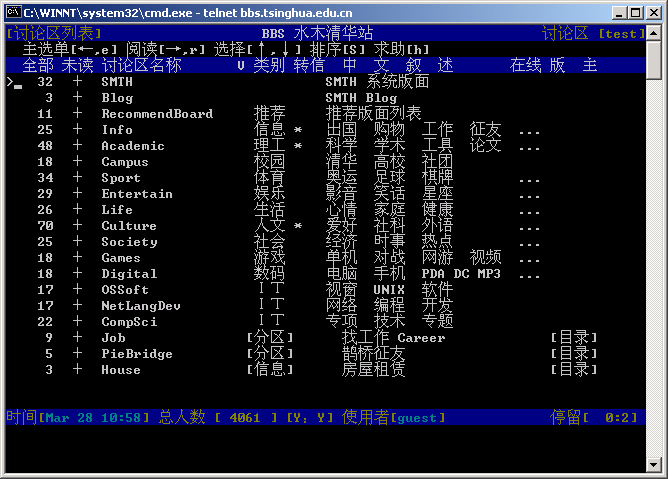 C:\WINNT\system32\cmd.exe - telnet bbs.tsinghua.edu.cn
[讨论区列表] BBS 水木清华站 讨论区 [test]
主选单[←,e] 阅读[→,r] 选择[↑,↓] 排序[S] 求助[h]
全部 未读 讨论区名称 V 类别 转信 中 文 叙 述 在线 版 主
> 32 + SMTH SMTH 系统版面
3 + Blog SMTH Blog
11 + RecommendBoard 推荐 推荐版面列表
25 + Info 信息 * 出国 购物 工作 征友 ...
48 + Academic 理工 * 科学 学术 工具 论文 ...
18 + Campus 校园 清华 高校 社团
34 + Sport 体育 奥运 足球 棋牌 ...
29 + Entertain 娱乐 影音 笑话 星座 ...
26 + Life 生活 心情 家庭 健康 ...
70 + Culture 人文 * 爱好 社科 外语 ...
25 + Society 社会 经济 时事 热点 ...
18 + Games 游戏 单机 对战 网游 视频 ...
18 + Digital 数码 电脑 手机 PDA DC MP3 ...
17 + OSSoft ＩＴ 视窗 UNIX 软件
17 + NetLangDev ＩＴ 网络 编程 开发
22 + CompSci ＩＴ 专项 技术 专题
9 + Job [分区] 找工作 Career [目录]
5 + PieBridge [分区] 鹊桥征友 [目录]
3 + House [信息] 房屋租赁 [目录]
时间[Mar 28 10:58] 总人数 [ 4061 ] [Y; Y] 使用者[guest] 停留[ 0:2]